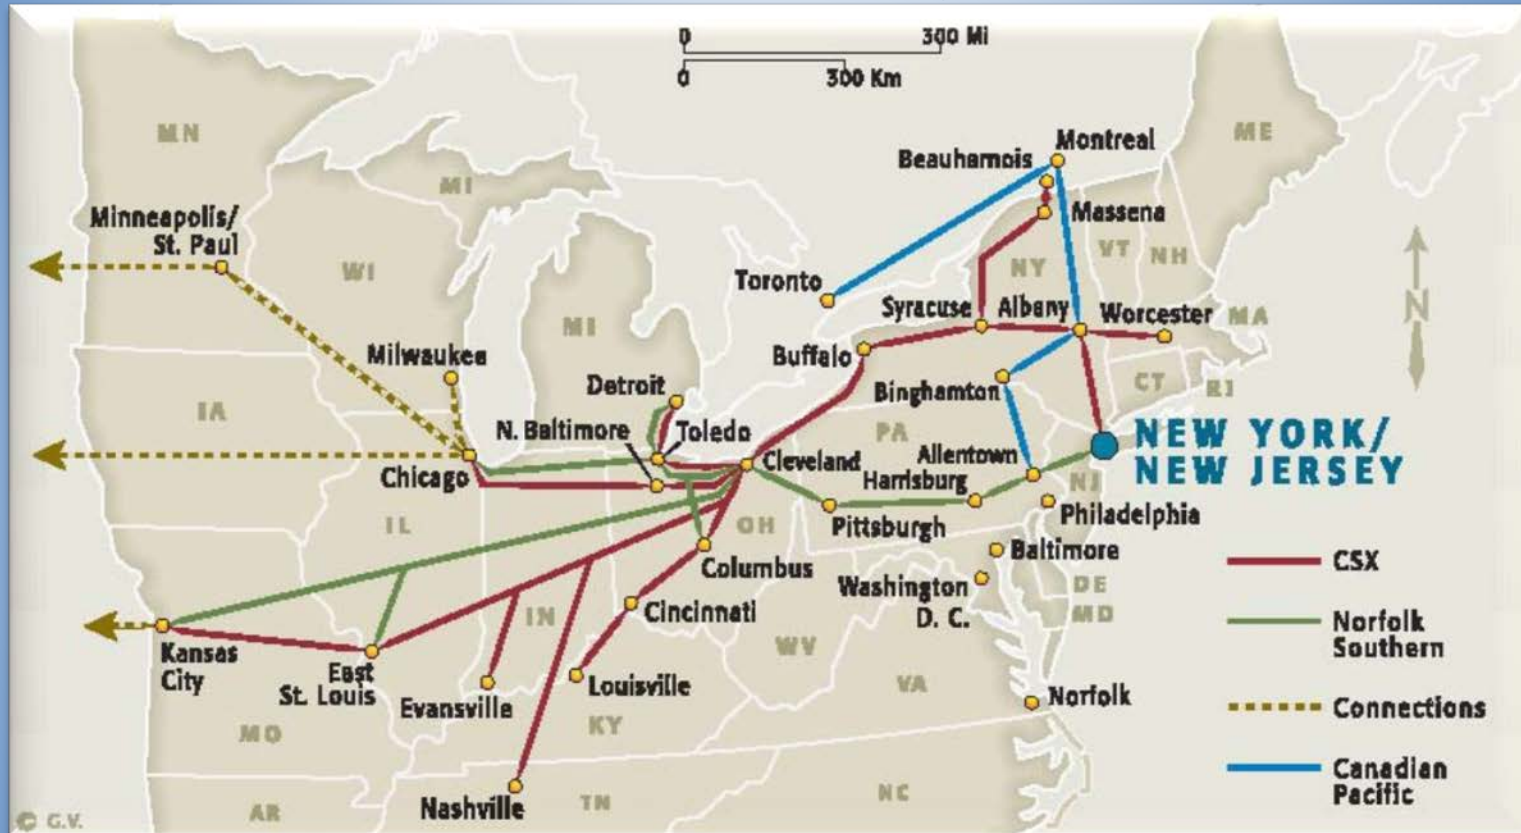 0 300 Mi
0 300 Km
MN
ME
Montreal
Beauharnois
MI
Massena
Minneapolis/
St. Paul
WI
NY
VT
NH
Toronto
MI
Syracuse
Albany
Worcester
MA
N
Milwaukee
Buffalo
Detroit
Binghamton
CT
RI
IA
N. Baltimore
Toledo
PA
NEW YORK/
NEW JERSEY
Chicago
Cleveland
Allentown
Harrisburg
NJ
IL
OH
Pittsburgh
Philadelphia
Columbus
Baltimore
Washington
D. C.
DE
MD
CSX
IN
Cincinnati
Norfolk
Southern
Kansas
City
East
St. Louis
Evansville
Louisville
WV
VA
Norfolk
KY
MO
Connections
Nashville
TN
NC
AR
Canadian
Pacific
© G.V.